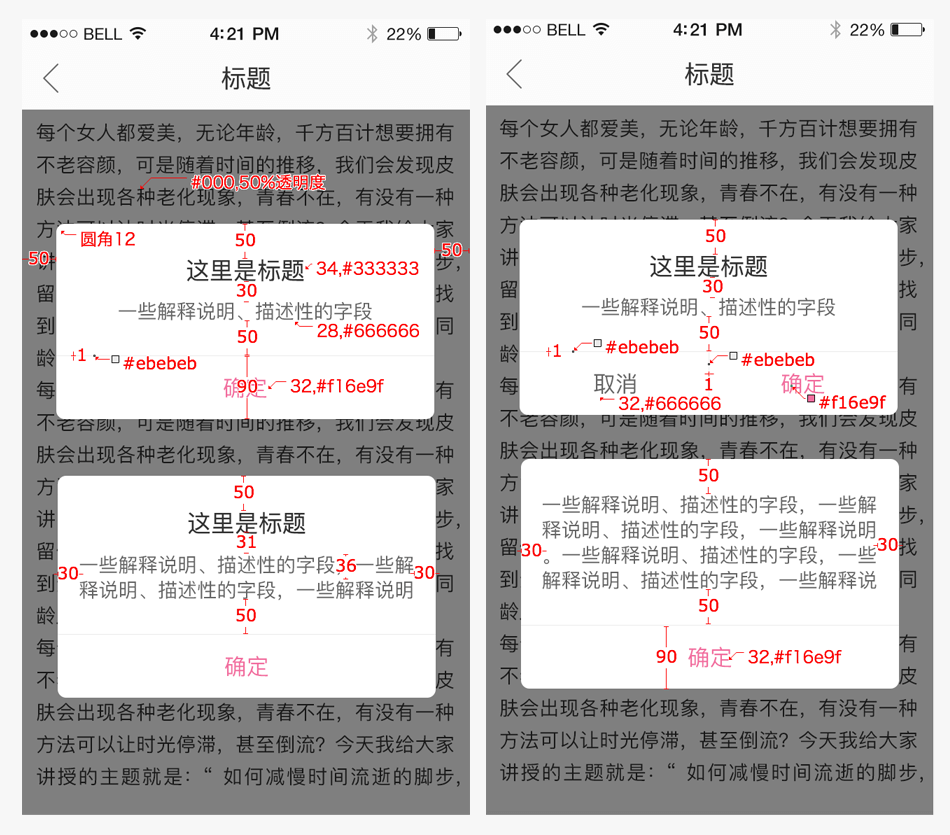 BELL 4:21 PM 22%
标题
每个女人都爱美，无论年龄，千方百计想要拥有
不老容颜，可是随着时间的推移，我们会发现皮
#000,50%透明度
肤会出现各种老化现象，青春不在，有没有一种
圆角12
50
50
50
这里是标题
34,#333333
30
一些解释说明、描述性的字段
28,#666666
50
1
#ebebeb
确定
90
32,#f16e9f
不老容颜，可是随着时间的推移，我们会发现皮
肤会出现各种老化现象，青春不在，有没有一种
50
这里是标题
31
一些解释说明、描述性的字段 36 一些解
30
30
释说明、描述性的字段，一些解释说明
50
确定
肤会出现各种老化现象，青春不在，有没有一种
方法可以让时光停滞，甚至倒流？今天我给大家
讲授的主题就是：“ 如何减慢时间流逝的脚步，
BELL 4:21 PM 22%
标题
每个女人都爱美，无论年龄，千方百计想要拥有
不老容颜，可是随着时间的推移，我们会发现皮
肤会出现各种老化现象，青春不在，有没有一种
50
这里是标题
30
一些解释说明、描述性的字段
50
1
#ebebeb
#ebebeb
取消
1
确定
32,#666666
#f16e9f
不老容颜，可是随着时间的推移，我们会发现皮
肤会出现各种老化现象，青春不在，有没有一种
50
一些解释说明、描述性的字段，一些解
释说明、描述性的字段，一些解释说明
30
30
。一些解释说明、描述性的字段，一些
解释说明、描述性的字段，一些解释说
50
90
确定
32,#f16e9f
肤会出现各种老化现象，青春不在，有没有一种
方法可以让时光停滞，甚至倒流？今天我给大家
讲授的主题就是：“ 如何减慢时间流逝的脚步，